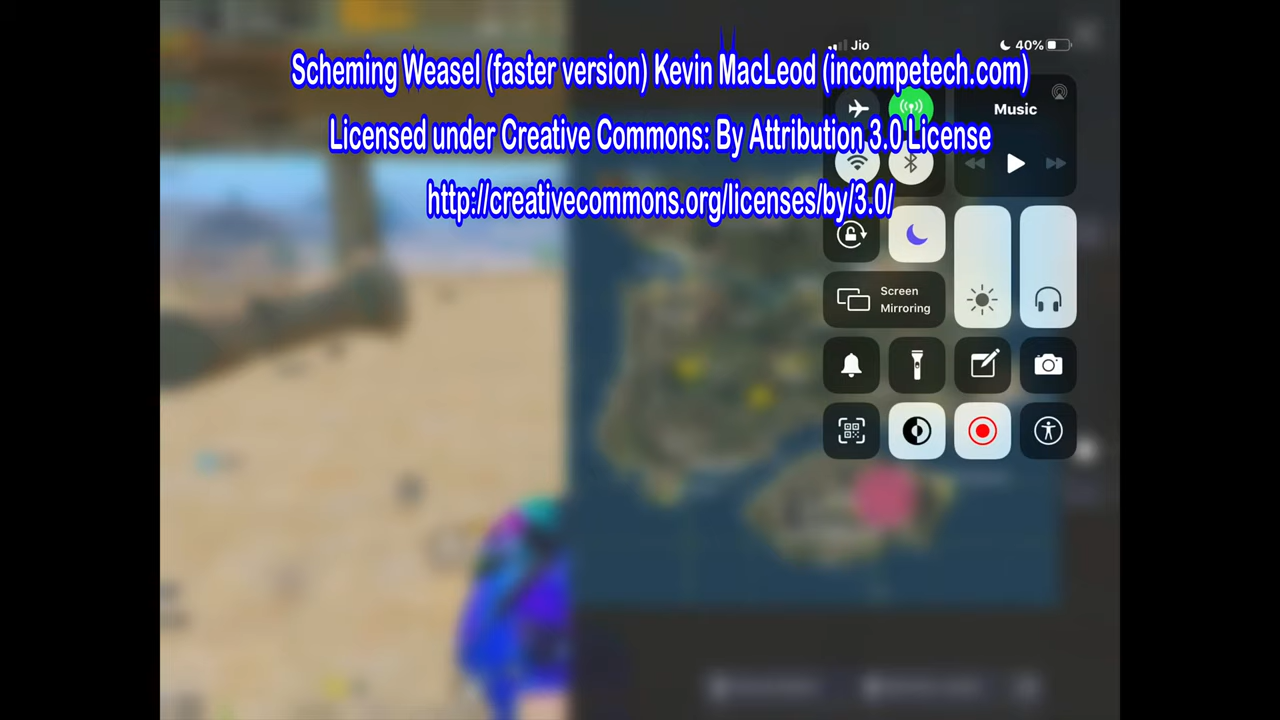 Jio
40%
Scheming Weasel (faster version) Kevin MacLeod (incompetech.com)
Music
Licensed under Creative Commons: By Attribution 3.0 License
http://creativecommons.org/licenses/by/3.0/
Screen
Mirroring